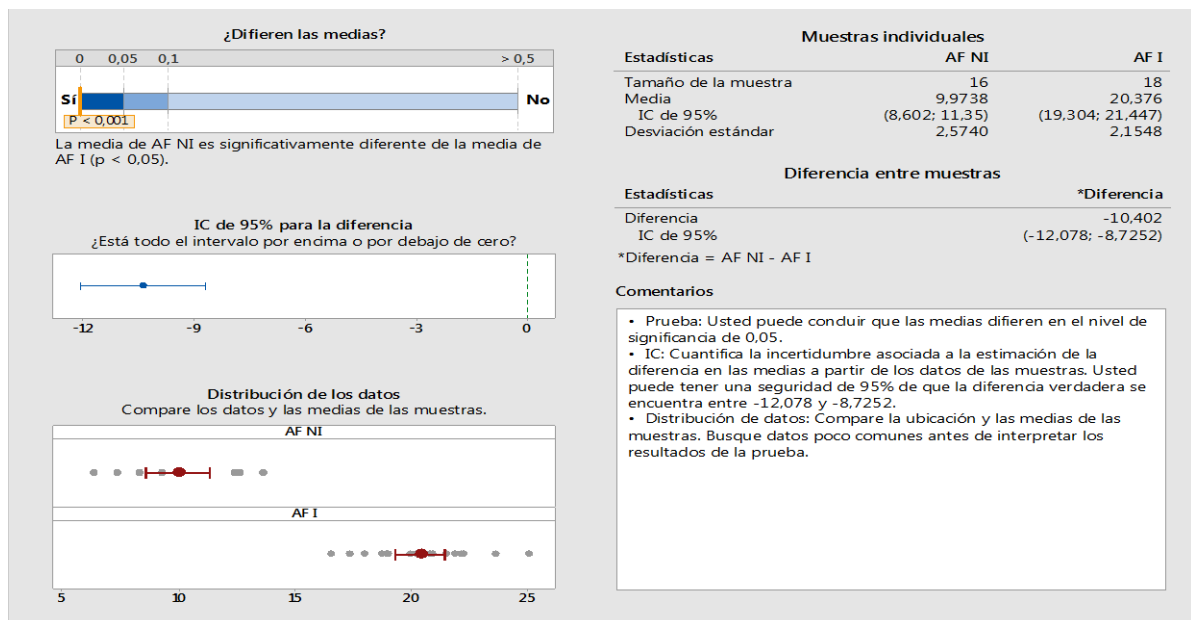 ¿Difieren las medias?
0 0,05 0,1 > 0,5
Sí No
P < 0,001
La media de AF NI es significativamente diferente de la media de
AF I (p < 0,05).
IC de 95% para la diferencia
¿Está todo el intervalo por encima o por debajo de cero?
-12 -9 -6 -3 0
Distribución de los datos
Compare los datos y las medias de las muestras.
AF NI
AF I
5 10 15 20 25
Muestras individuales
Estadísticas AF NI AF I
Tamaño de la muestra 16 18
Media 9,9738 20,376
IC de 95% (8,602; 11,35) (19,304; 21,447)
Desviación estándar 2,5740 2,1548
Diferencia entre muestras
Estadísticas *Diferencia
Diferencia -10,402
IC de 95% (-12,078; -8,7252)
*Diferencia = AF NI - AF I
Comentarios
• Prueba: Usted puede concluir que las medias difieren en el nivel de
significancia de 0,05.
• IC: Cuantifica la incertidumbre asociada a la estimación de la
diferencia en las medias a partir de los datos de las muestras. Usted
puede tener una seguridad de 95% de que la diferencia verdadera se
encuentra entre -12,078 y -8,7252.
• Distribución de datos: Compare la ubicación y las medias de las
muestras. Busque datos poco comunes antes de interpretar los
resultados de la prueba.